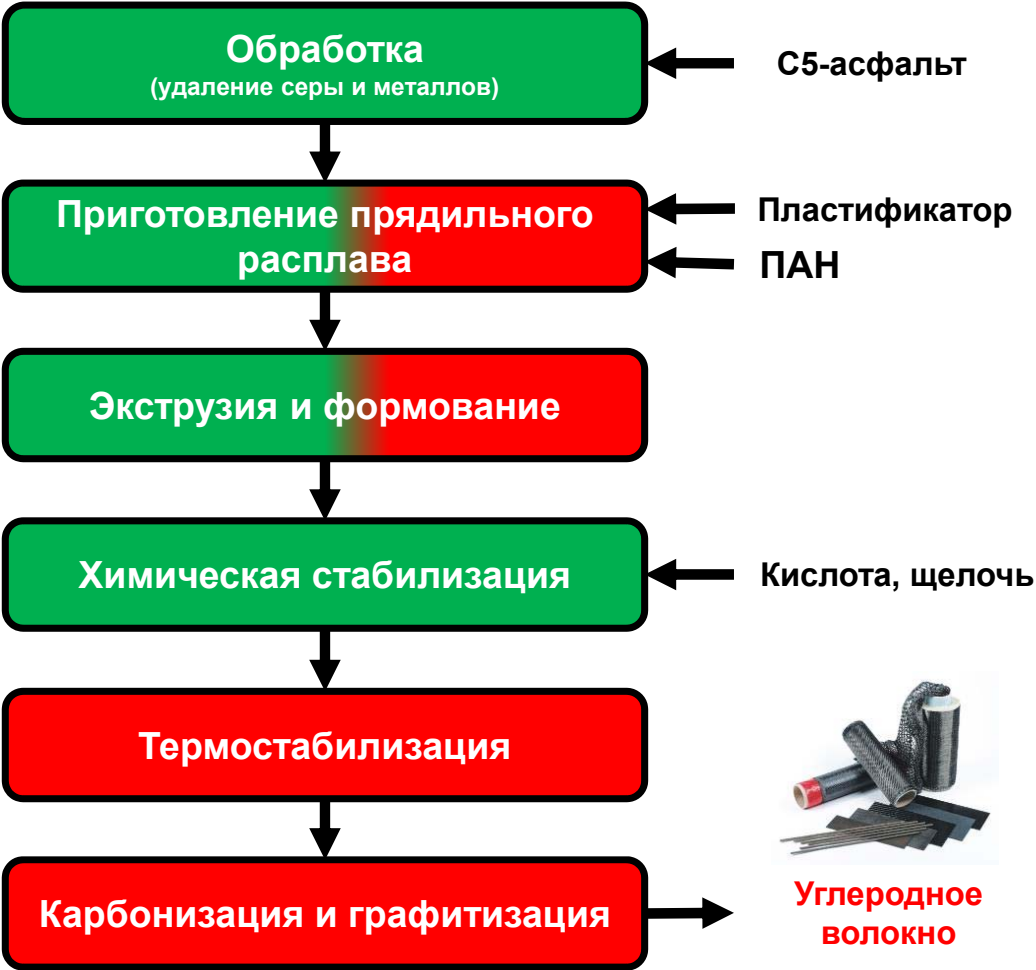 Обработка
(удаление серы и металлов)
С5-асфальт
Приготовление прядильного
расплава
Пластификатор
ПАН
Экструзия и формование
Химическая стабилизация
Кислота, щелочь
Термостабилизация
Карбонизация и графитизация
Углеродное
волокно